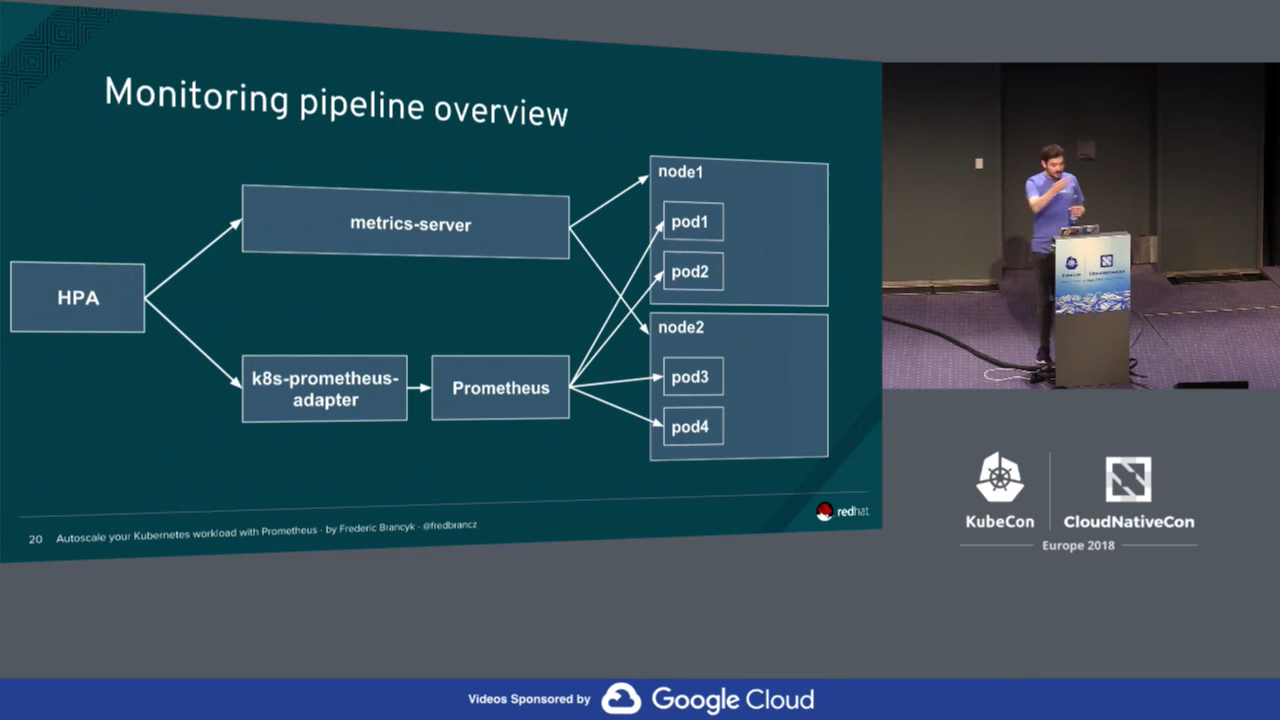 Monitoring pipeline overview
HPA
metrics-server
k8s-prometheus-
adapter
Prometheus
node1
pod1
pod2
node2
pod3
pod4
20 Autoscale your Kubernetes workload with Prometheus - by Frederic Brancyk - @fredbrancz
redhat.
KubeCon
CloudNativeCon
Europe 2018
Videos Sponsored by Google Cloud